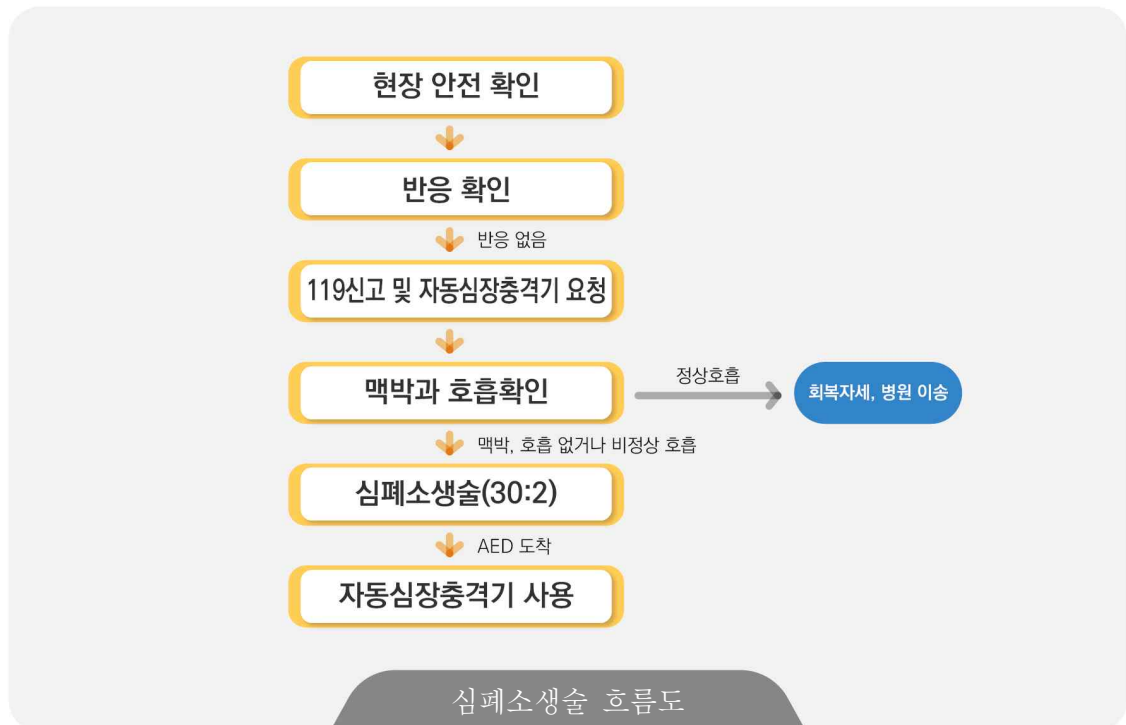 현장 안전 확인
반응 확인
반응 없음
119신고 및 자동심장충격기 요청
맥박과 호흡확인
정상호흡
회복자세, 병원 이송
맥박, 호흡 없거나 비정상 호흡
심폐소생술(30:2)
AED 도착
자동심장충격기 사용
심폐소생술 흐름도